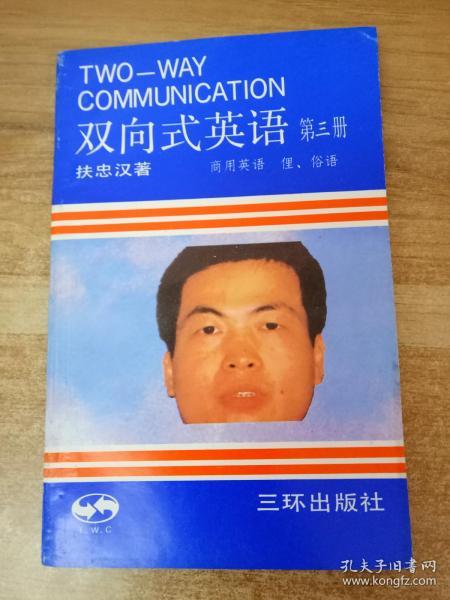 TWO—WAY
COMMUNICATION
双向式英语 第三册
扶忠汉著
商用英语 俚、俗语
T.W.C
三环出版社
孔夫子旧书网
www.kongfz.com